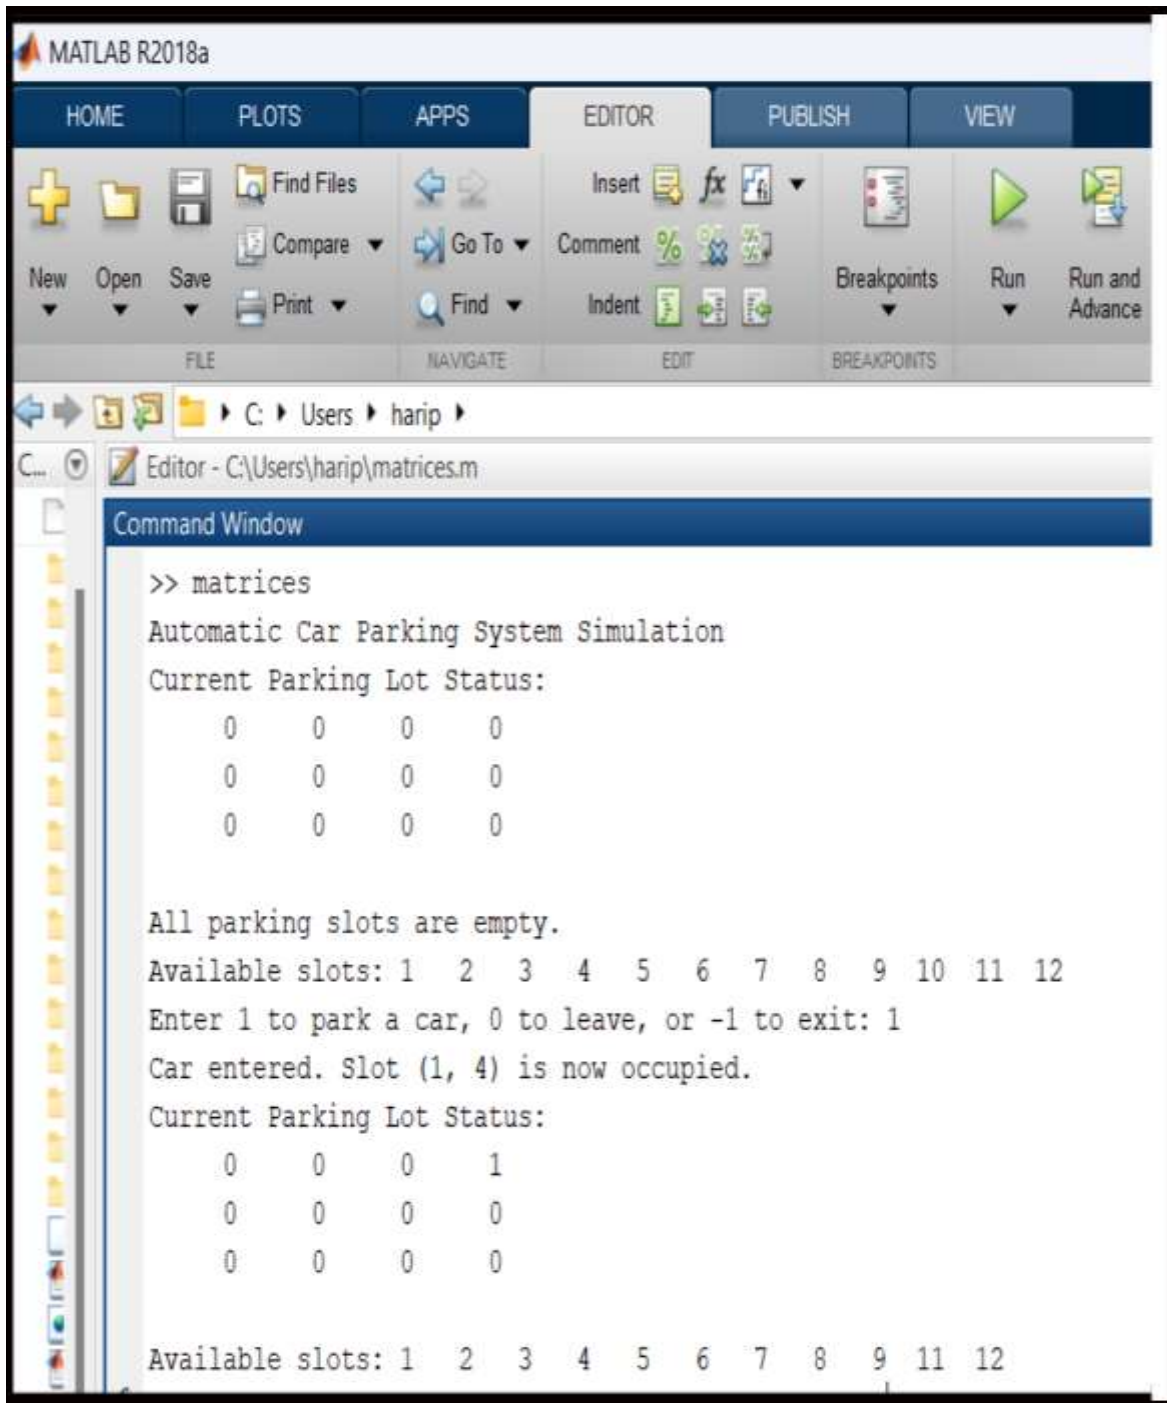 MATLAB R2018a
HOME PLOTS APPS EDITOR PUBLISH VIEW
New Open Save Find Files Compare Print
Go To Find
Insert fx fi
Comment
Indent
Breakpoints Run Run and Advance
FILE NAVIGATE EDIT BREAKPOINTS
C: Users harip
C... Editor - C:\Users\harip\matrices.m
Command Window
>> matrices
Automatic Car Parking System Simulation
Current Parking Lot Status:
0 0 0 0
0 0 0 0
0 0 0 0
All parking slots are empty.
Available slots: 1 2 3 4 5 6 7 8 9 10 11 12
Enter 1 to park a car, 0 to leave, or -1 to exit: 1
Car entered. Slot (1, 4) is now occupied.
Current Parking Lot Status:
0 0 0 1
0 0 0 0
0 0 0 0
Available slots: 1 2 3 4 5 6 7 8 9 11 12